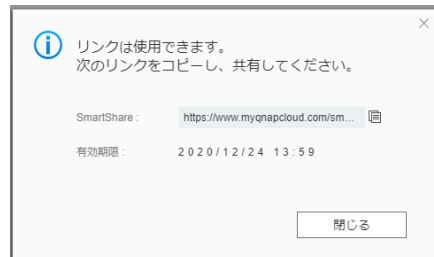 リンクは使用できます。
次のリンクをコピーし、共有してください。
SmartShare : https://www.myqnapcloud.com/sm...
有効期限 : 2020/12/24 13:59
閉じる